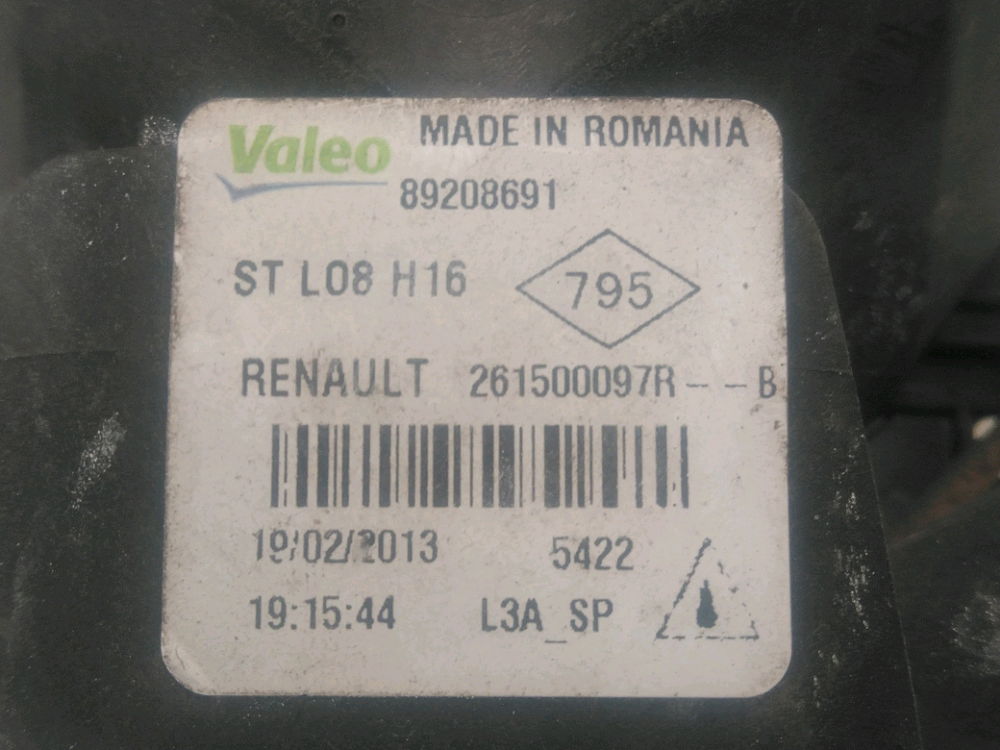 Valeo MADE IN ROMANIA
89208691
ST L08 H16 795
RENAULT 261500097R--B
19/02/2013 5422
19:15:44 L3A_SP